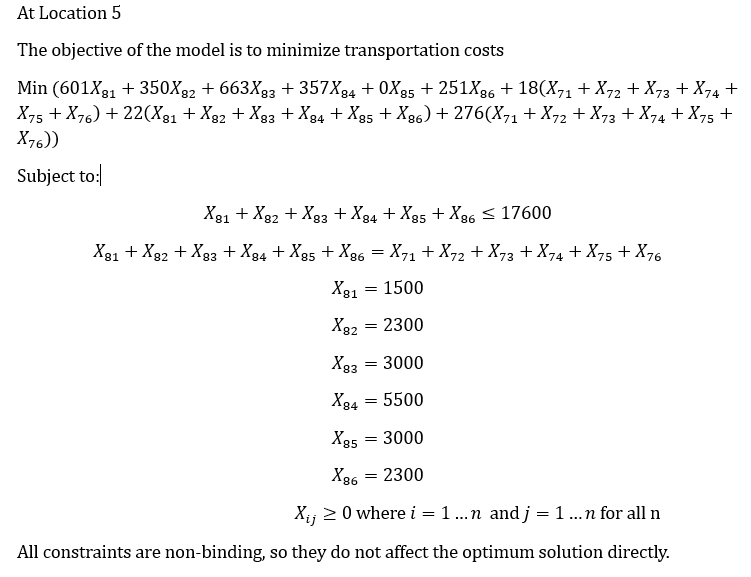 At Location 5
The objective of the model is to minimize transportation costs
Min (601X₈₁ + 350X₈₂ + 663X₈₃ + 357X₈₄ + 0X₈₅ + 251X₈₆ + 18(X₇₁ + X₇₂ + X₇₃ + X₇₄ +
X₇₅ + X₇₆) + 22(X₈₁ + X₈₂ + X₈₃ + X₈₄ + X₈₅ + X₈₆) + 276(X₇₁ + X₇₂ + X₇₃ + X₇₄ + X₇₅ +
X₇₆))
Subject to:
X₈₁ + X₈₂ + X₈₃ + X₈₄ + X₈₅ + X₈₆ ≤ 17600
X₈₁ + X₈₂ + X₈₃ + X₈₄ + X₈₅ + X₈₆ = X₇₁ + X₇₂ + X₇₃ + X₇₄ + X₇₅ + X₇₆
X₈₁ = 1500
X₈₂ = 2300
X₈₃ = 3000
X₈₄ = 5500
X₈₅ = 3000
X₈₆ = 2300
Xᵢⱼ ≥ 0 where i = 1 … n and j = 1 … n for all n
All constraints are non-binding, so they do not affect the optimum solution directly.